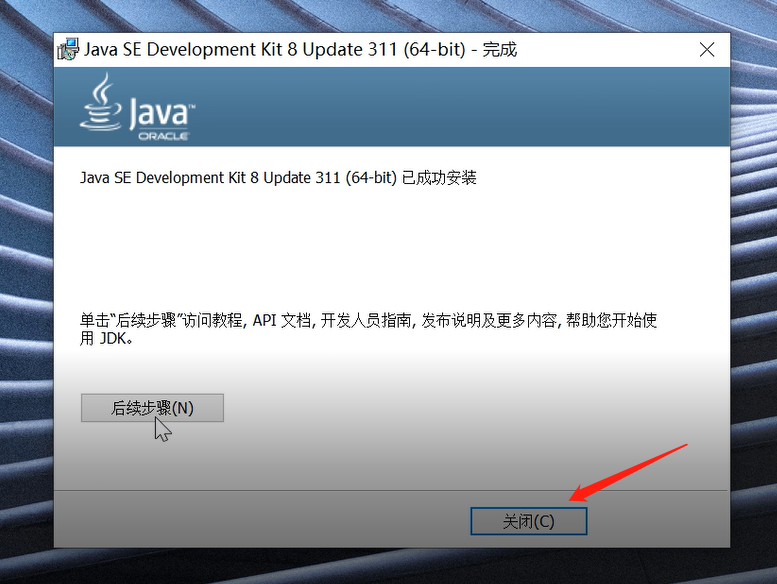 Java SE Development Kit 8 Update 311 (64-bit) - 完成
Java™
ORACLE
Java SE Development Kit 8 Update 311 (64-bit) 已成功安装
单击“后续步骤”访问教程, API 文档, 开发人员指南, 发布说明及更多内容, 帮助您开始使
用 JDK。
后续步骤(N)
关闭(C)